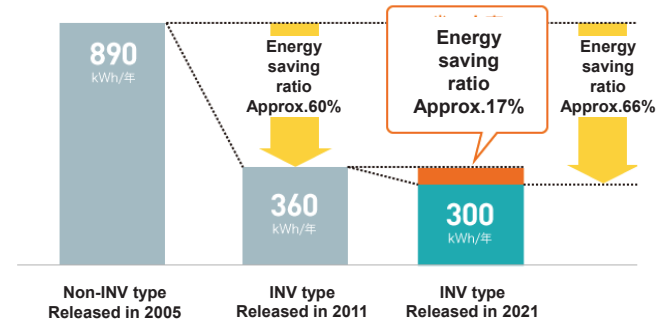 890
kWh/年
Energy
saving
ratio
Approx.60%
Energy
saving
ratio
Approx.17%
Energy
saving
ratio
Approx.66%
360
kWh/年
300
kWh/年
Non-INV type
Released in 2005
INV type
Released in 2011
INV type
Released in 2021